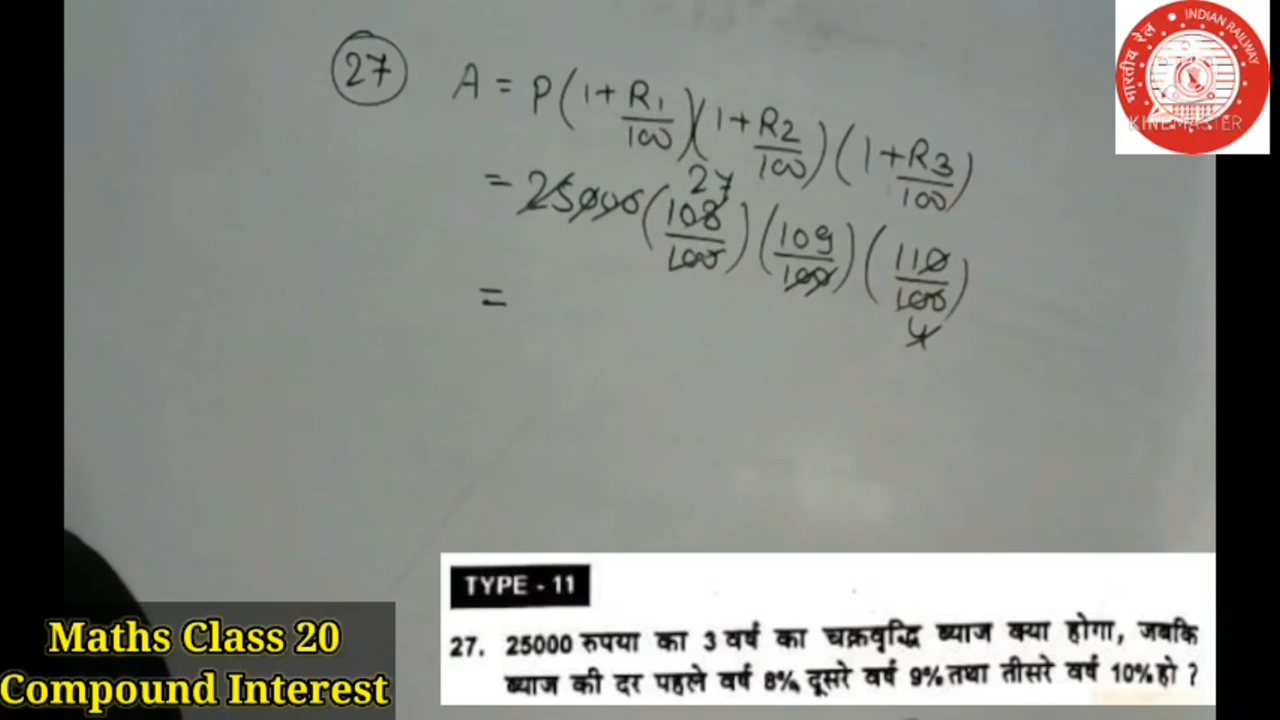 भारतीय रेल
INDIAN RAILWAY
KINEMASTER
27 A = P(1+R1/100)(1+R2/100)(1+R3/100)
27
= 25000(108/100)(109/100)(110/100)
4
=
TYPE - 11
27. 25000 रुपया का 3 वर्ष का चक्रवृद्धि ब्याज क्या होगा, जबकि
ब्याज की दर पहले वर्ष 8%, दूसरे वर्ष 9% तथा तीसरे वर्ष 10% हो ?
Maths Class 20
Compound Interest